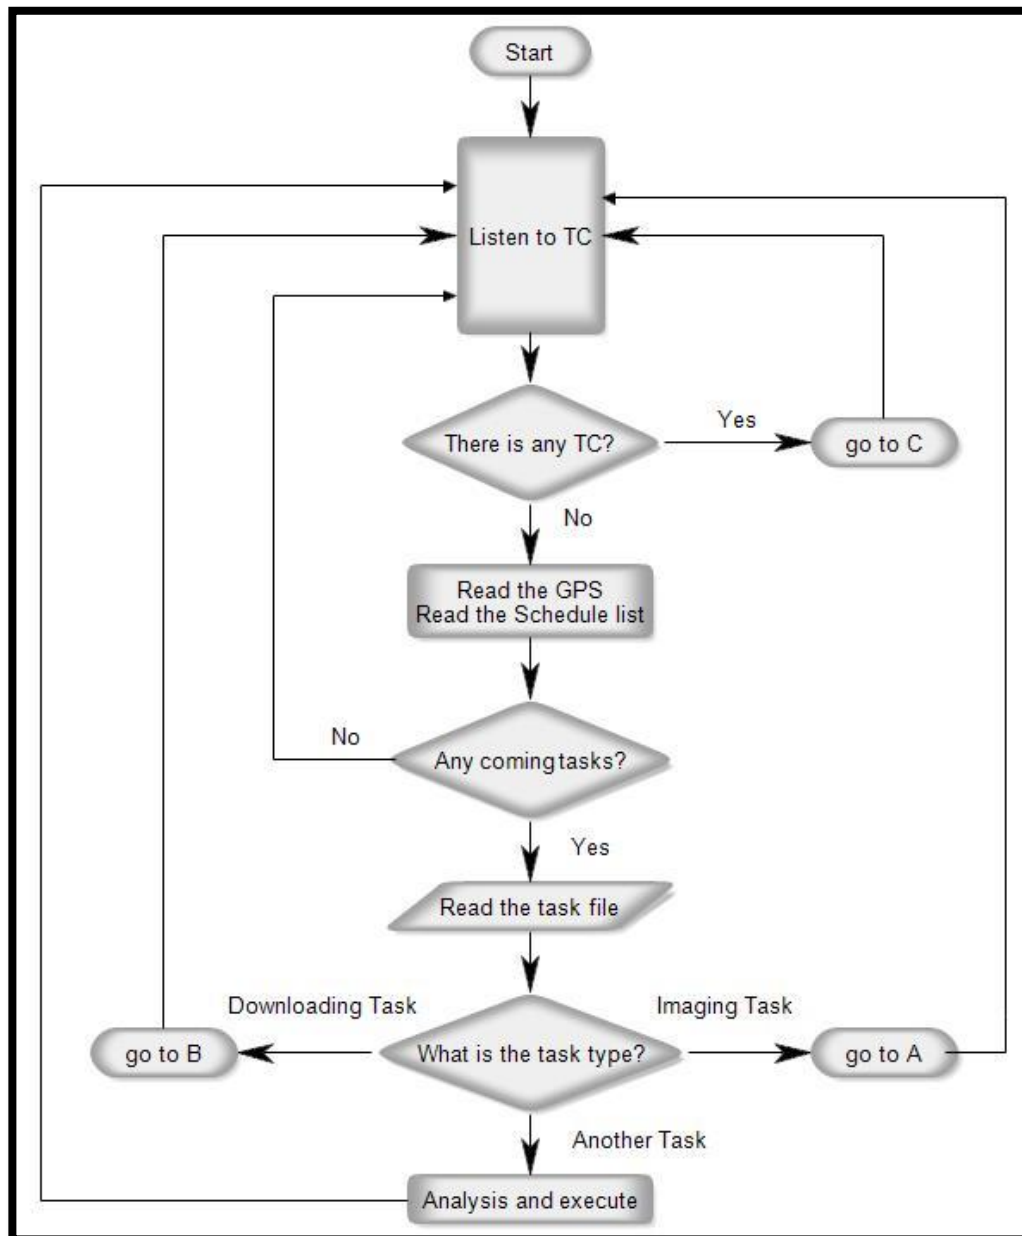 Start
Listen to TC
There is any TC?
Yes
go to C
No
Read the GPS
Read the Schedule list
No
Any coming tasks?
Yes
Read the task file
Downloading Task
Imaging Task
go to B
What is the task type?
go to A
Another Task
Analysis and execute